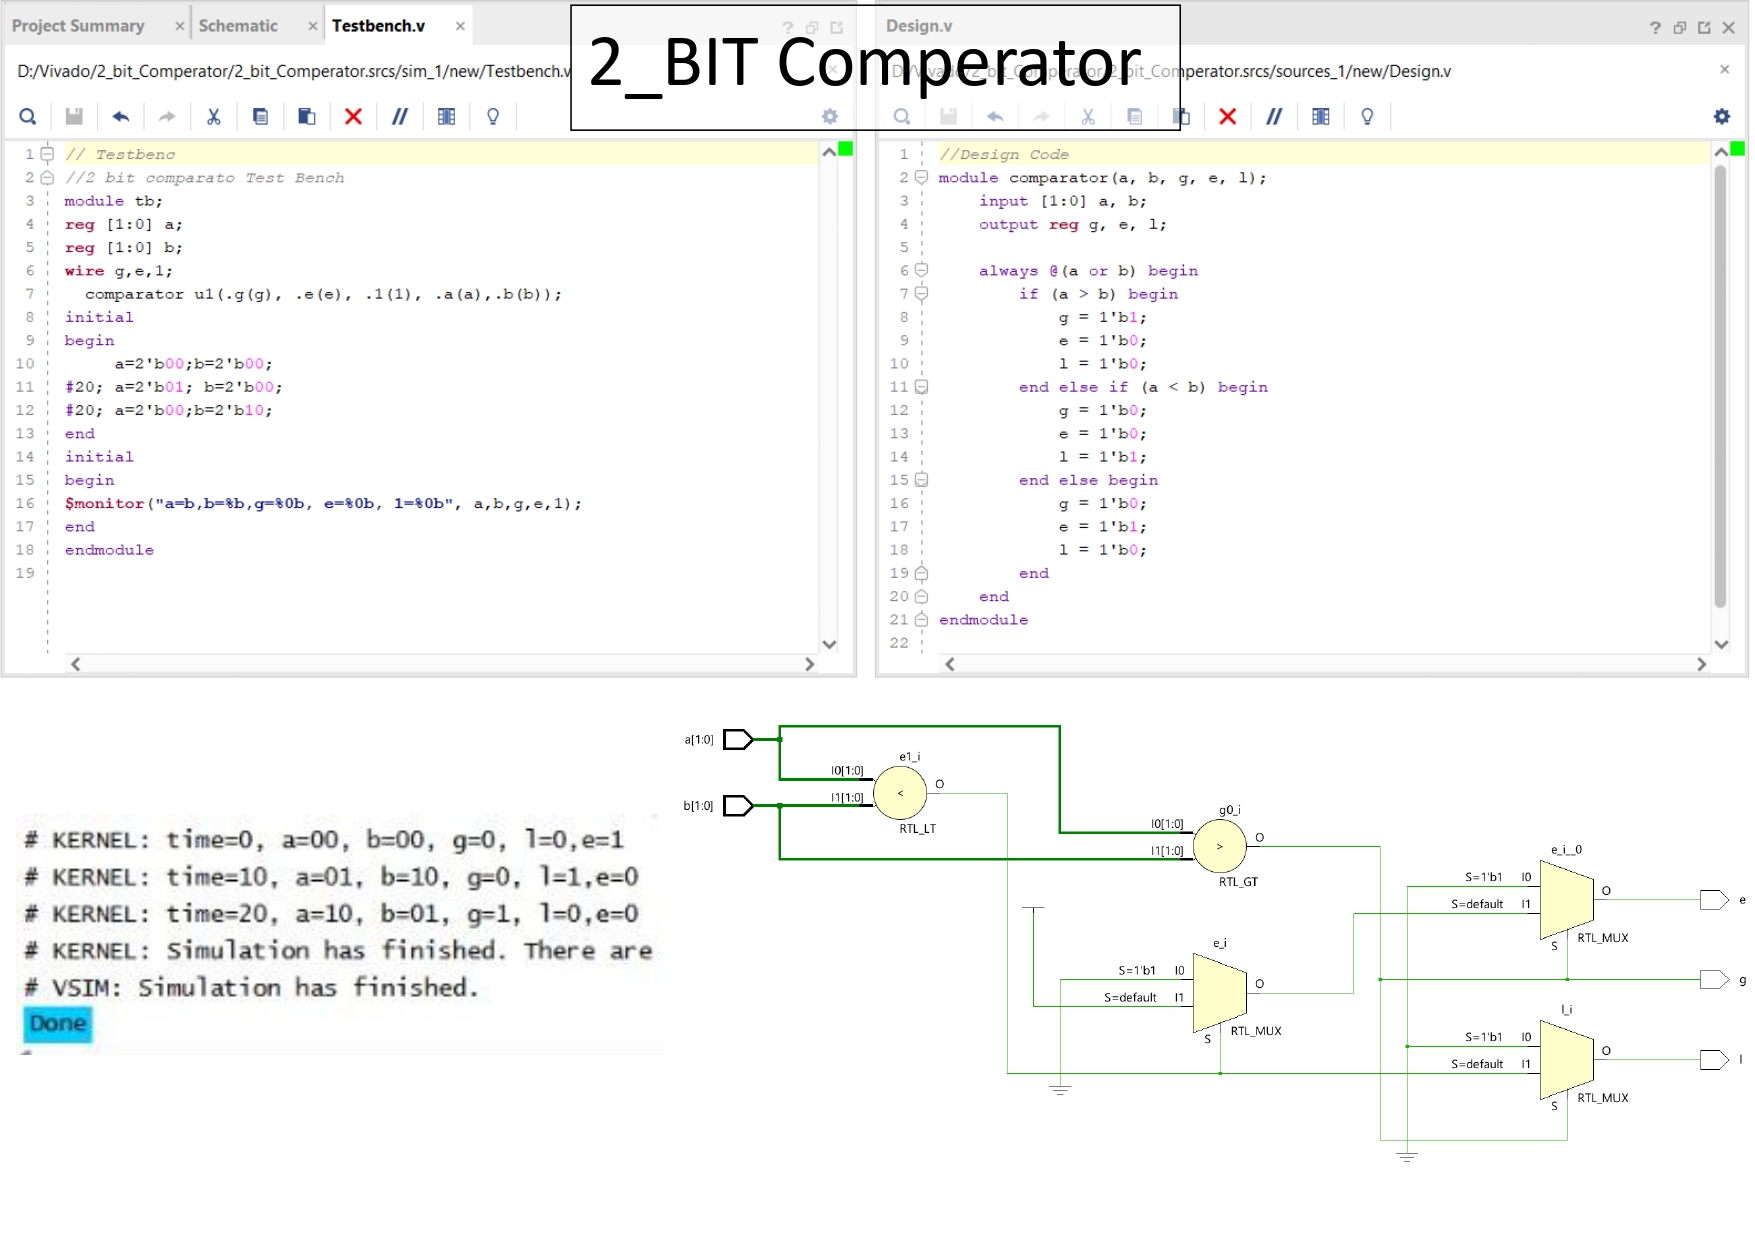 2_BIT Comperator
Project Summary
Schematic
Testbench.v
D:/Vivado/2_bit_Comperator/2_bit_Comperator.srcs/sim_1/new/Testbench.v
1 // Testbenc
2 //2 bit comparato Test Bench
3 module tb;
4 reg [1:0] a;
5 reg [1:0] b;
6 wire g,e,1;
7 comparator u1(.g(g), .e(e), .1(1), .a(a),.b(b));
8 initial
9 begin
10 a=2'b00;b=2'b00;
11 #20; a=2'b01; b=2'b00;
12 #20; a=2'b00;b=2'b10;
13 end
14 initial
15 begin
16 $monitor("a=b,b=%b,g=%0b, e=%0b, 1=%0b", a,b,g,e,1);
17 end
18 endmodule
19
Design.v
D:/Vivado/2_bit_Comperator/2_bit_Comperator.srcs/sources_1/new/Design.v
1 //Design Code
2 module comparator(a, b, g, e, l);
3 input [1:0] a, b;
4 output reg g, e, l;
5
6 always @(a or b) begin
7 if (a > b) begin
8 g = 1'b1;
9 e = 1'b0;
10 l = 1'b0;
11 end else if (a < b) begin
12 g = 1'b0;
13 e = 1'b0;
14 l = 1'b1;
15 end else begin
16 g = 1'b0;
17 e = 1'b1;
18 l = 1'b0;
19 end
20 end
21 endmodule
22
# KERNEL: time=0, a=00, b=00, g=0, l=0,e=1
# KERNEL: time=10, a=01, b=10, g=0, l=1,e=0
# KERNEL: time=20, a=10, b=01, g=1, l=0,e=0
# KERNEL: Simulation has finished. There are
# VSIM: Simulation has finished.
Done
a[1:0]
b[1:0]
e1_i
I0[1:0]
I1[1:0]
<
O
RTL_LT
g0_i
I0[1:0]
I1[1:0]
>
O
RTL_GT
e_i
S=1'b1 I0
S=default I1
O
S
RTL_MUX
e_i__0
S=1'b1 I0
S=default I1
O
S
RTL_MUX
e
g
l_i
S=1'b1 I0
S=default I1
O
S
RTL_MUX
l